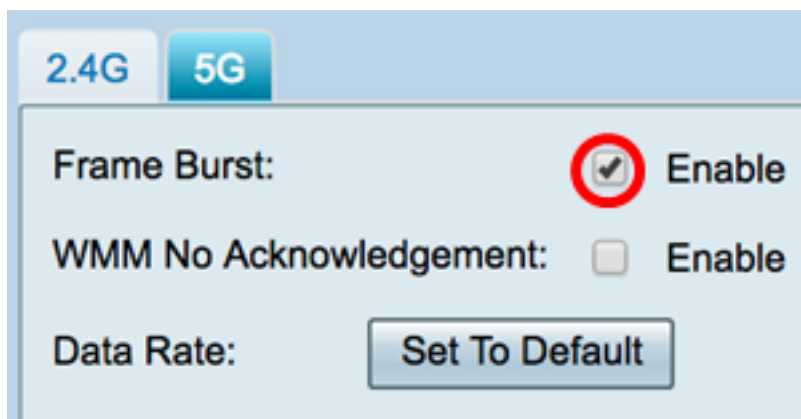 2.4G 5G
Frame Burst: Enable
WMM No Acknowledgement: Enable
Data Rate: Set To Default